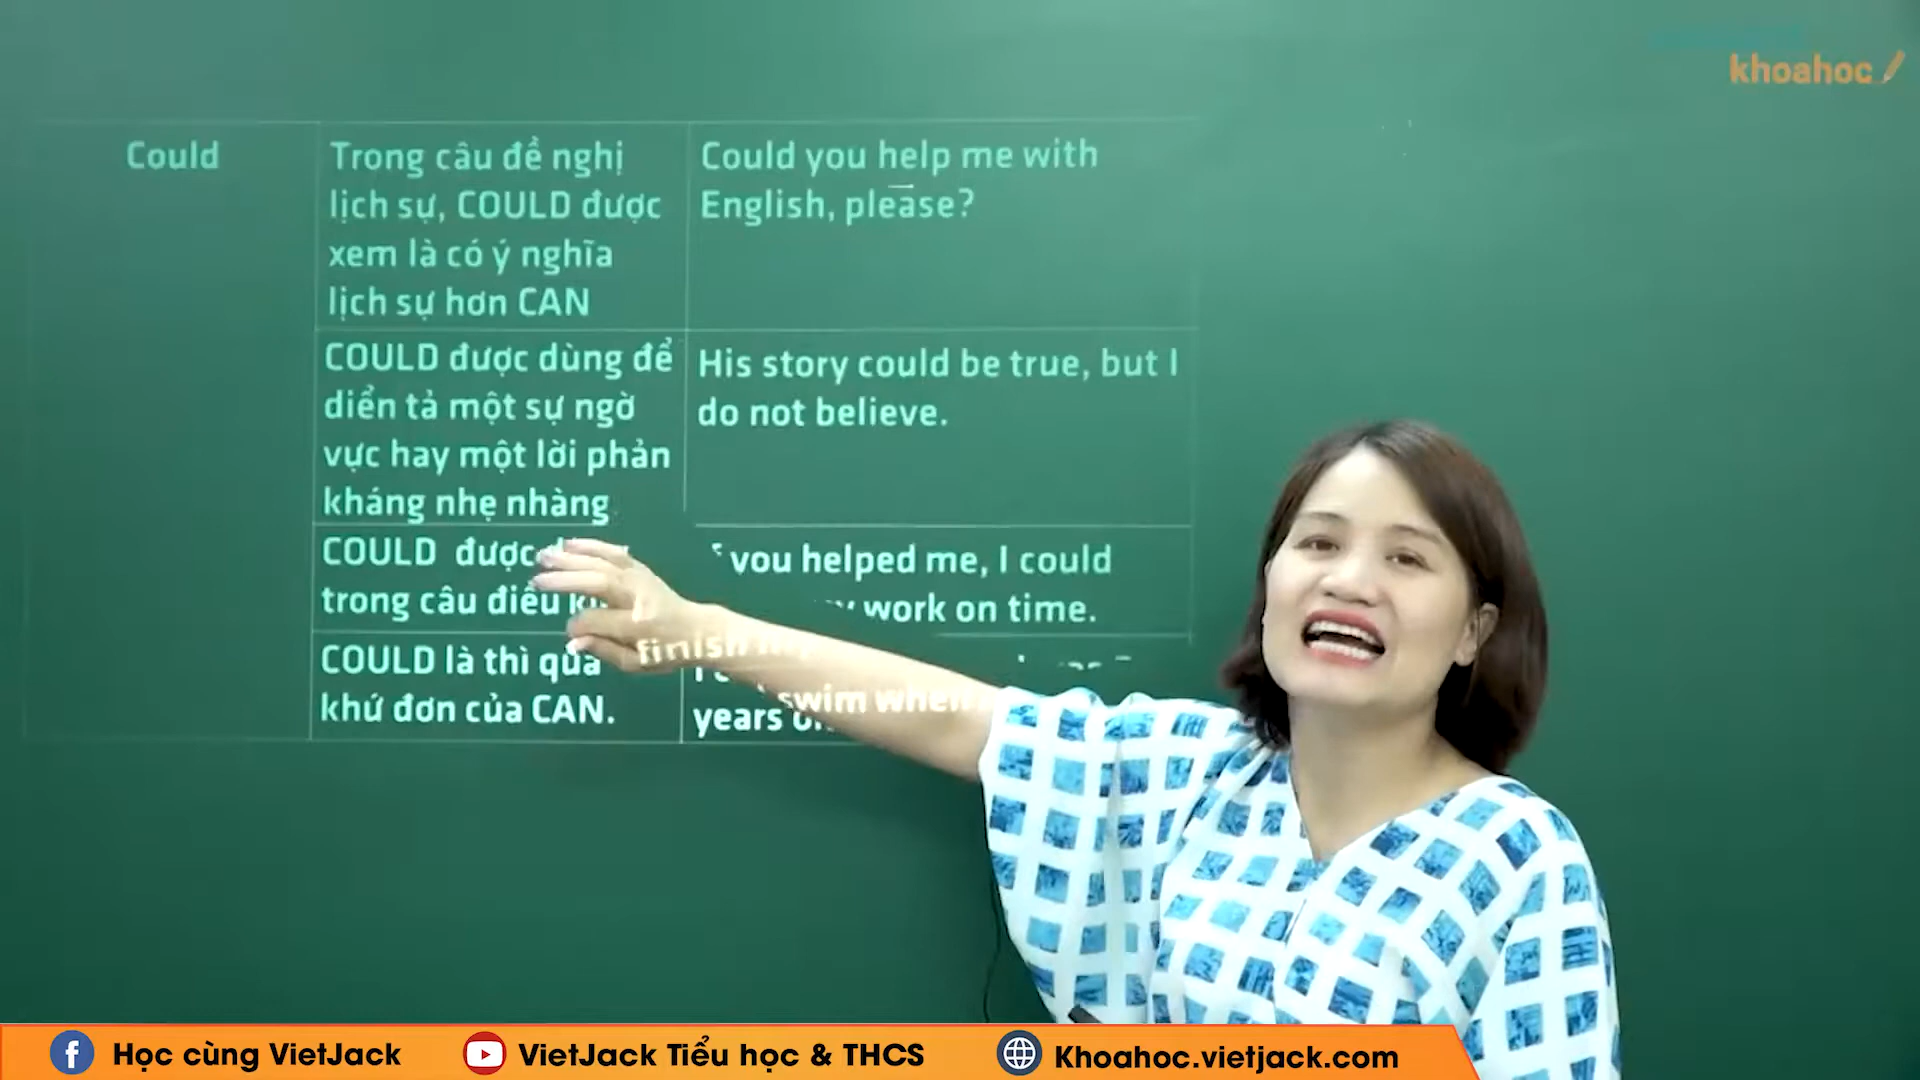 khoahoc
Could
Trong câu đề nghị
lịch sự, COULD được
xem là có ý nghĩa
lịch sự hơn CAN
Could you help me with
English, please?
COULD được dùng để
diển tả một sự ngờ
vực hay một lời phản
kháng nhẹ nhàng
His story could be true, but I
do not believe.
COULD được
trong câu điều
you helped me, I could
finish
work on time.
COULD là thì quá
khứ đơn của CAN.
swim when
years
Học cùng VietJack
VietJack Tiểu học & THCS
Khoahoc.vietjack.com